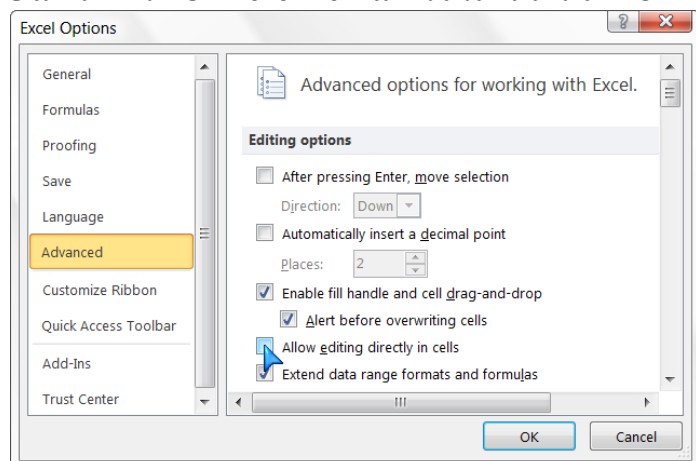 Excel Options
General
Formulas
Proofing
Save
Language
Advanced
Customize Ribbon
Quick Access Toolbar
Add-Ins
Trust Center
Advanced options for working with Excel.
Editing options
After pressing Enter, move selection
Direction: Down
Automatically insert a decimal point
Places: 2
Enable fill handle and cell drag-and-drop
Alert before overwriting cells
Allow editing directly in cells
Extend data range formats and formulas
OK Cancel